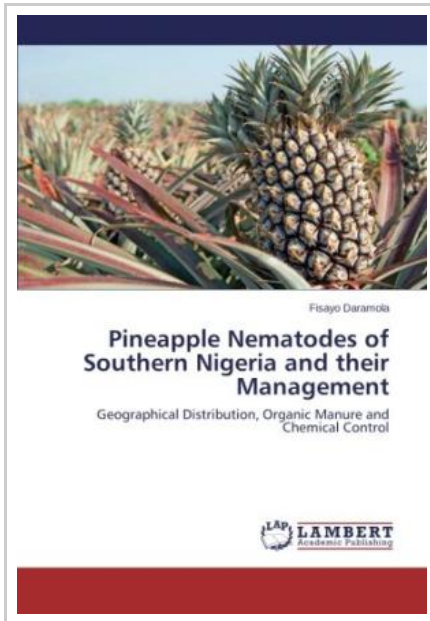 Fisayo Daramola
Pineapple Nematodes of
Southern Nigeria and their
Management
Geographical Distribution, Organic Manure and
Chemical Control
LAP LAMBERT
Academic Publishing